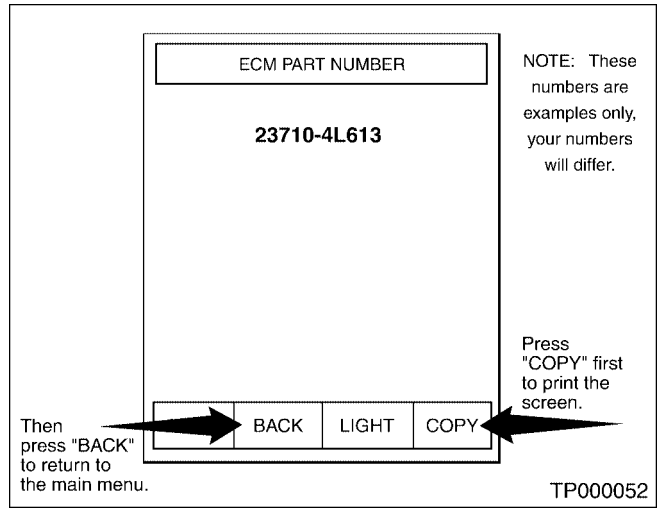 ECM PART NUMBER
23710-4L613
NOTE: These
numbers are
examples only,
your numbers
will differ.
Press
"COPY" first
to print the
screen.
BACK LIGHT COPY
Then
press "BACK"
to return to
the main menu.
TP000052